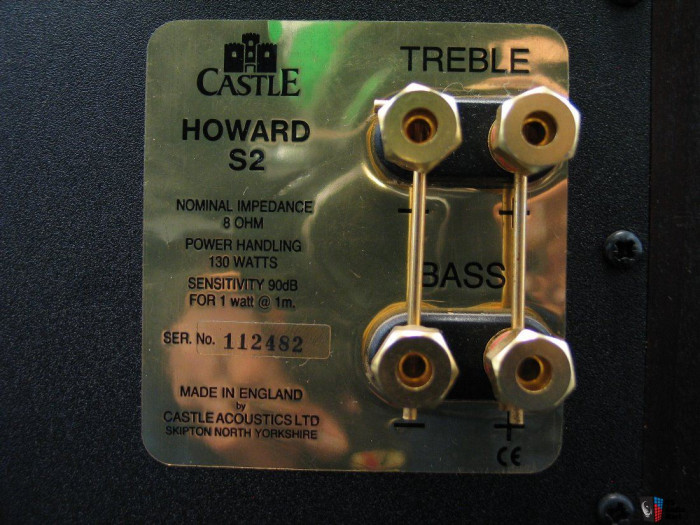 CASTLE
HOWARD
S2
NOMINAL IMPEDANCE
8 OHM
POWER HANDLING
130 WATTS
SENSITIVITY 90dB
FOR 1 watt @ 1m.
SER. No. 112482
MADE IN ENGLAND
by
CASTLE ACOUSTICS LTD
SKIPTON NORTH YORKSHIRE
TREBLE
− +
BASS
− +
CE